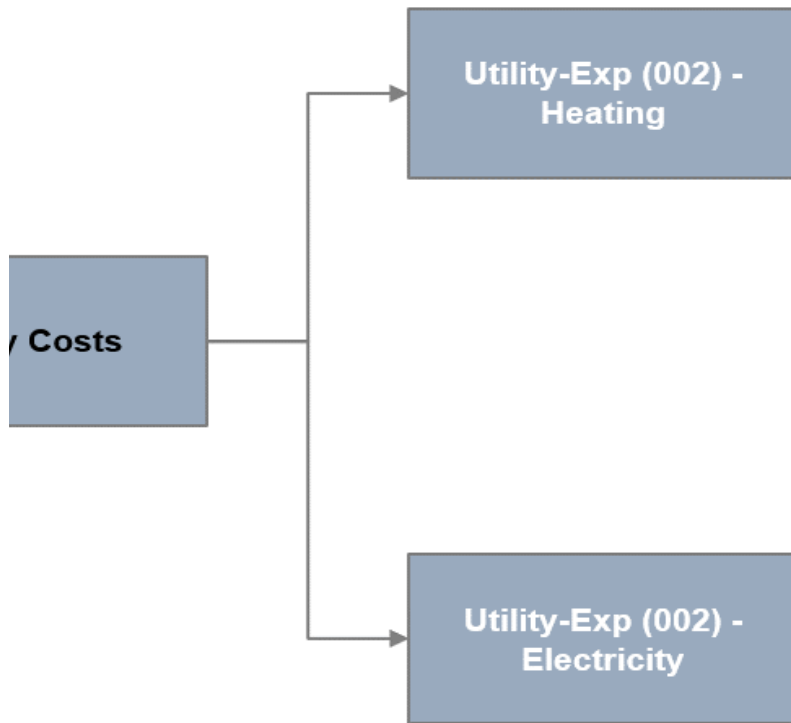 Utility-Exp (002) -
Heating
y Costs
Utility-Exp (002) -
Electricity